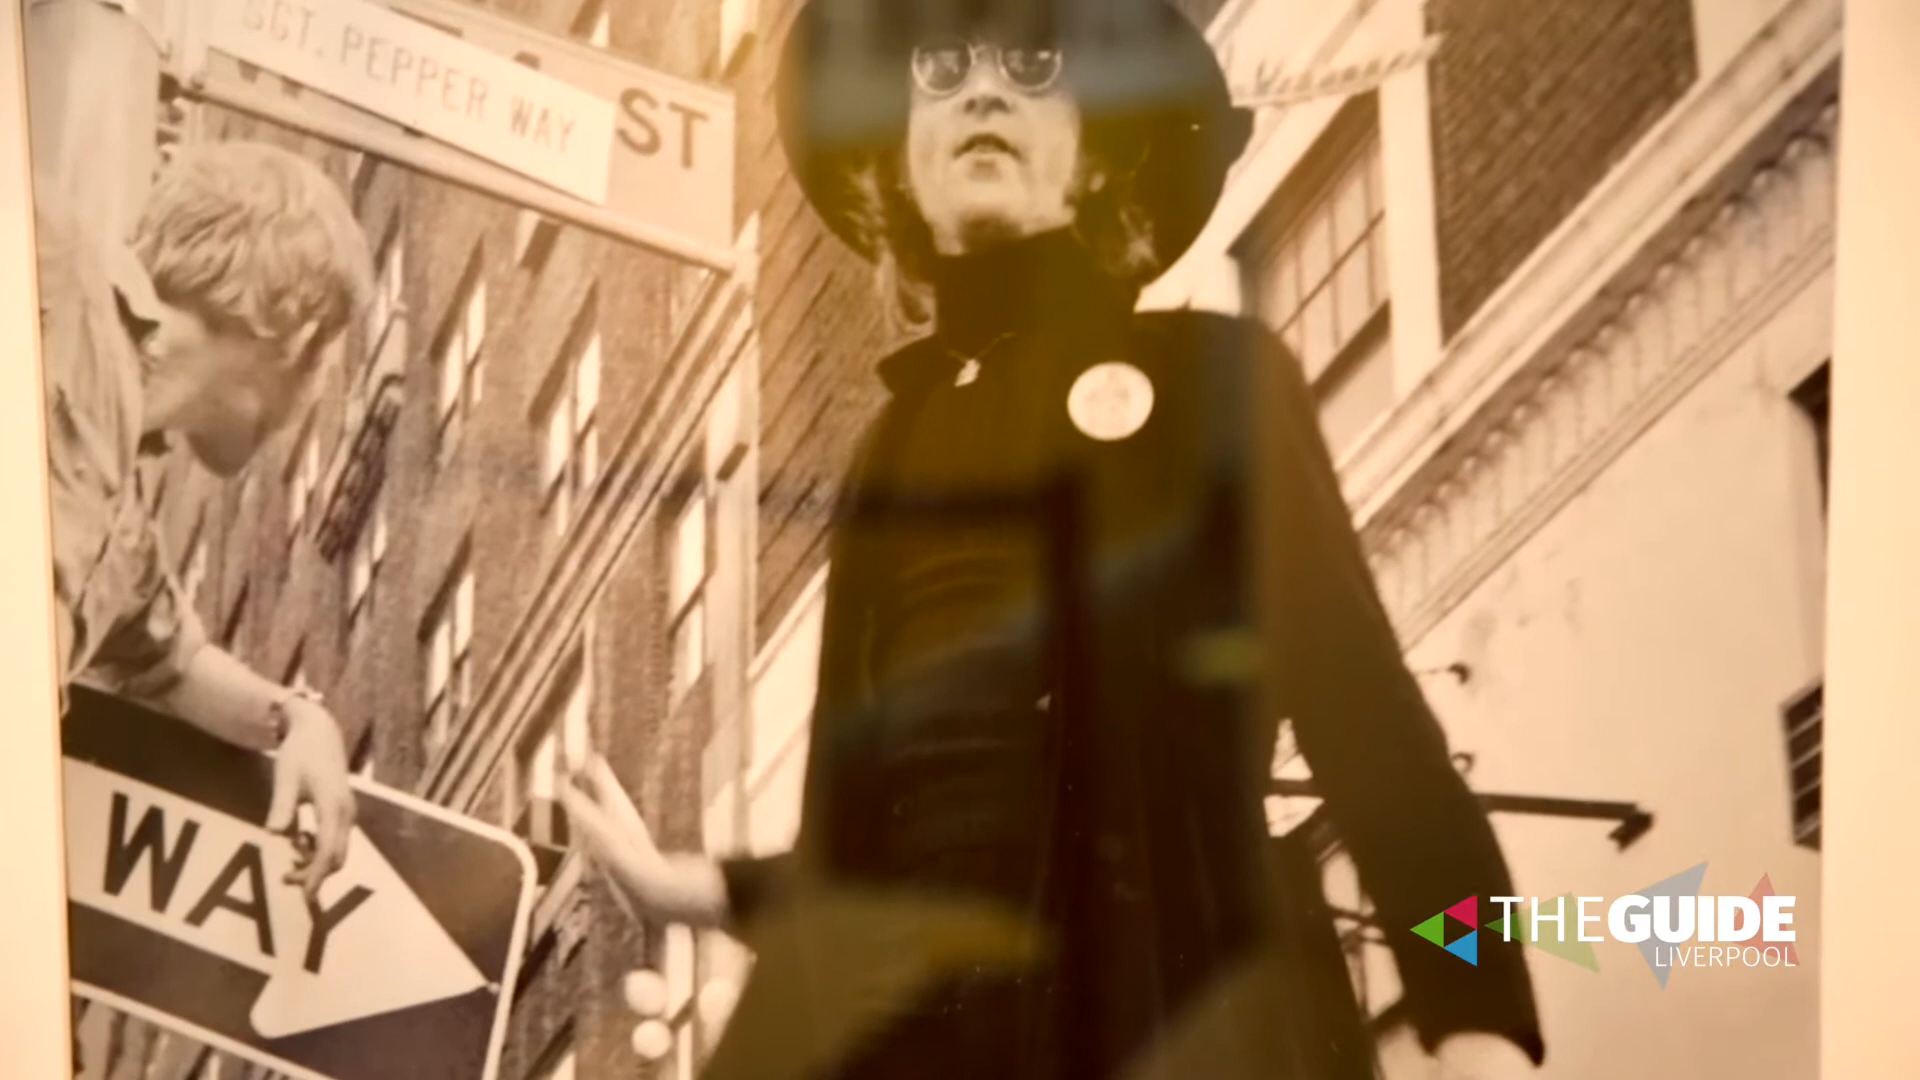 SGT. PEPPER WAY
ST
WAY
THEGUIDE
LIVERPOOL